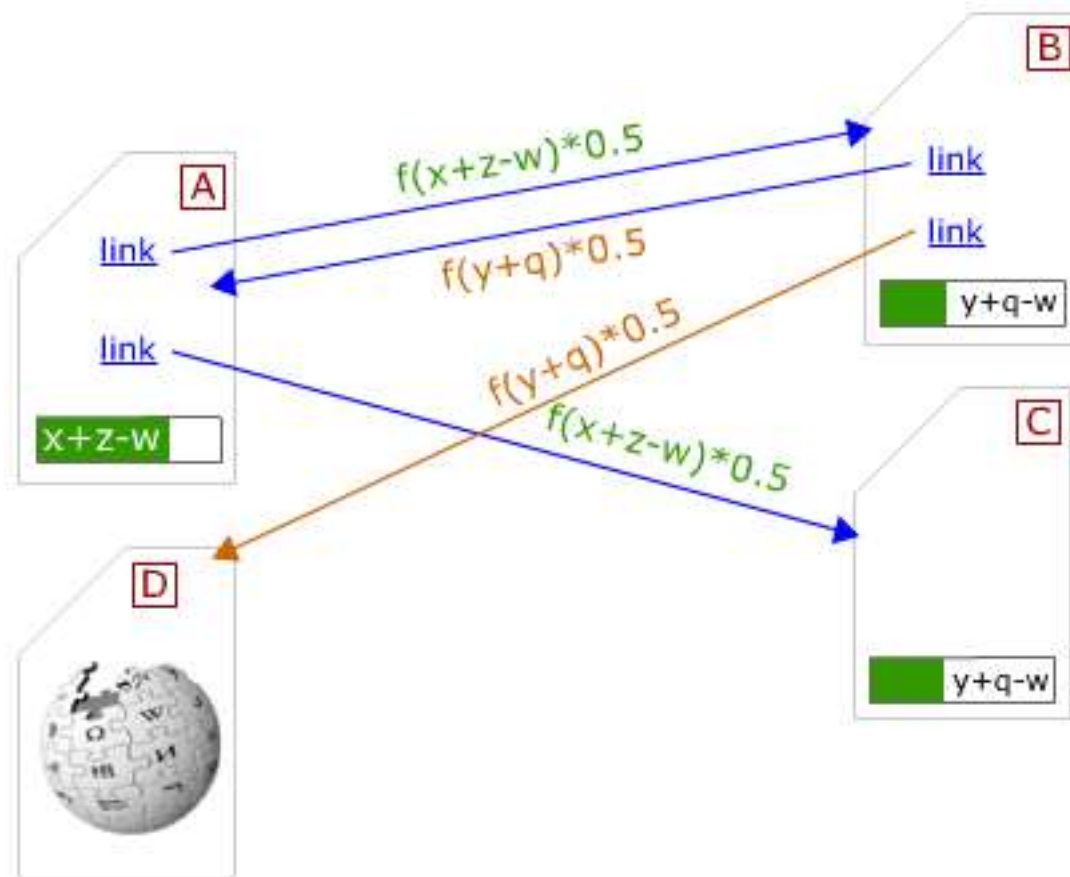 B
f(x+z-w)*0.5
link
A
link
f(y+q)*0.5
link
y+q-w
f(y+q)*0.5
link
x+z-w
f(x+z-w)*0.5
C
D
Ω
W
И
y+q-w